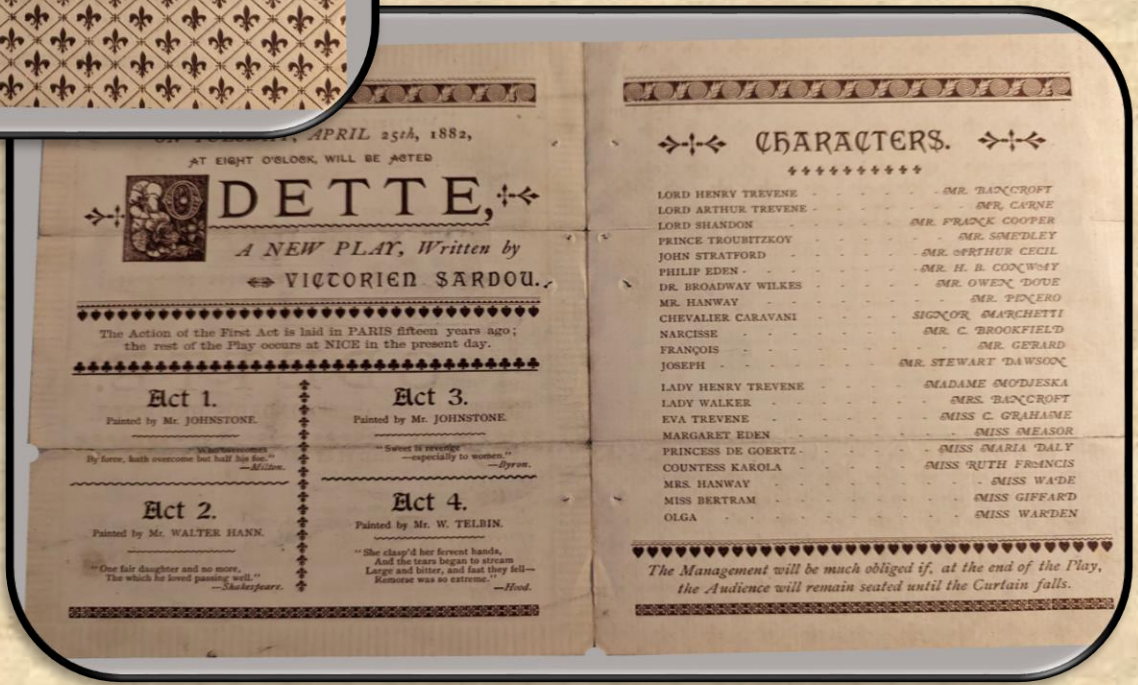 ON TUESDAY, APRIL 25th, 1882,
AT EIGHT O'CLOCK, WILL BE ACTED
ODETTE,
A NEW PLAY, Written by
VICTORIEN SARDOU.
The Action of the First Act is laid in PARIS fifteen years ago;
the rest of the Play occurs at NICE in the present day.
Act 1.
Painted by Mr. JOHNSTONE.
"Who overcomes
By force, hath overcome but half his foe."
—Milton.
Act 2.
Painted by Mr. WALTER HANN.
"One fair daughter and no more,
The which he loved passing well."
—Shakespeare.
Act 3.
Painted by Mr. JOHNSTONE.
"Sweet is revenge
—especially to women."
—Byron.
Act 4.
Painted by Mr. W. TELBIN.
"She clasp'd her fervent hands,
And the tears began to stream
Large and bitter, and fast they fell—
Remorse was so extreme."
—Hood.
CHARACTERS.
LORD HENRY TREVENE - MR. BANCROFT
LORD ARTHUR TREVENE - MR. CARNE
LORD SHANDON - MR. FRANK COOPER
PRINCE TROUBITZKOY - MR. SMEDLEY
JOHN STRATFORD - MR. ARTHUR CECIL
PHILIP EDEN - MR. H. B. CONWAY
DR. BROADWAY WILKES - MR. OWEN DOVE
MR. HANWAY - MR. PINERO
CHEVALIER CARAVANI - SIGNOR MARCHETTI
NARCISSE - MR. C. BROOKFIELD
FRANÇOIS - MR. GERARD
JOSEPH - MR. STEWART DAWSON
LADY HENRY TREVENE - MADAME MODJESKA
LADY WALKER - MRS. BANCROFT
EVA TREVENE - MISS C. GRAHAME
MARGARET EDEN - MISS MEASOR
PRINCESS DE GOERTZ - MISS MARIA DALY
COUNTESS KAROLA - MISS RUTH FRANCIS
MRS. HANWAY - MISS WADE
MISS BERTRAM - MISS GIFFARD
OLGA - MISS WARDEN
The Management will be much obliged if, at the end of the Play,
the Audience will remain seated until the Curtain falls.